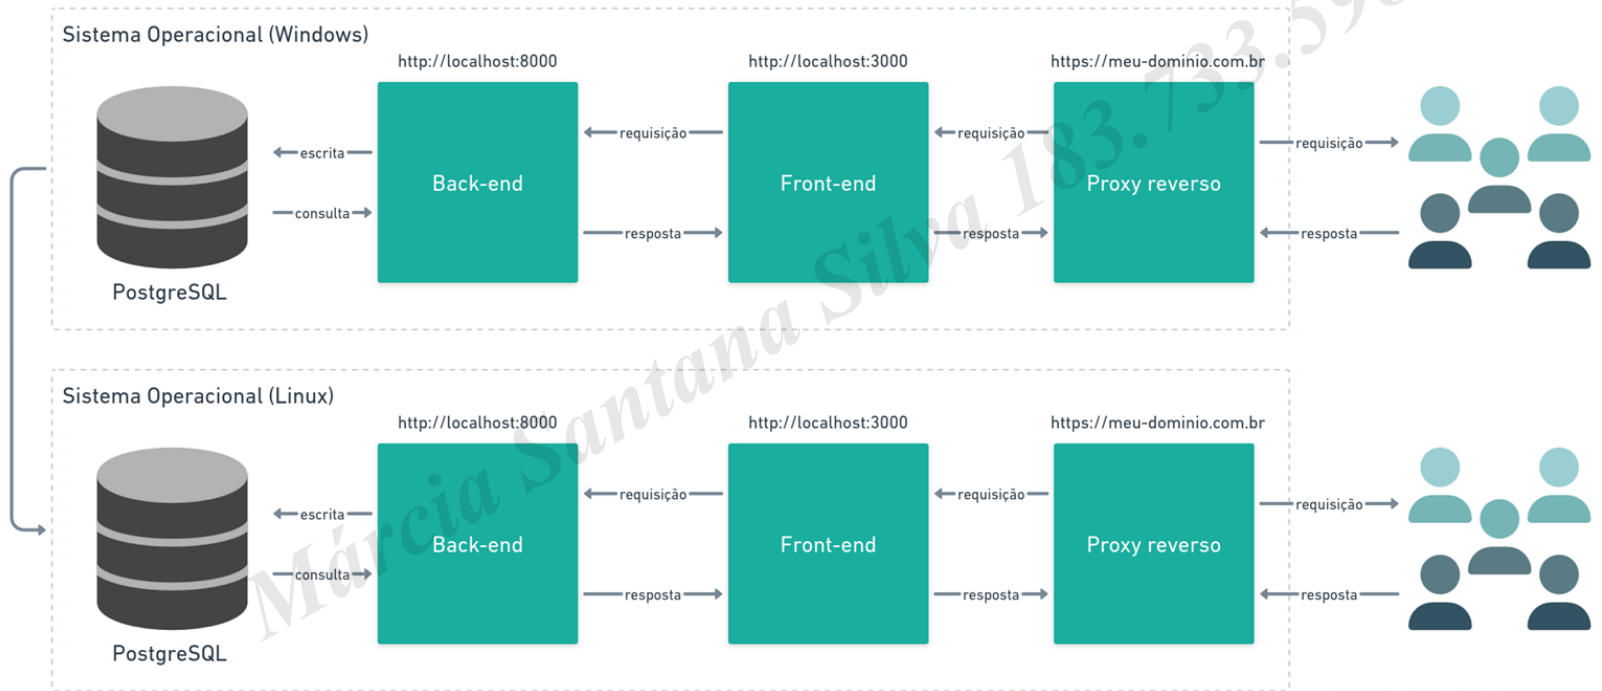 Sistema Operacional (Windows)
http://localhost:8000
http://localhost:3000
https://meu-dominio.com.br
escrita
consulta
requisição
resposta
requisição
resposta
requisição
resposta
Back-end
Front-end
Proxy reverso
PostgreSQL
Sistema Operacional (Linux)
http://localhost:8000
http://localhost:3000
https://meu-dominio.com.br
escrita
consulta
requisição
resposta
requisição
resposta
requisição
resposta
Back-end
Front-end
Proxy reverso
PostgreSQL
Márcia Santana Silva 183.733.59